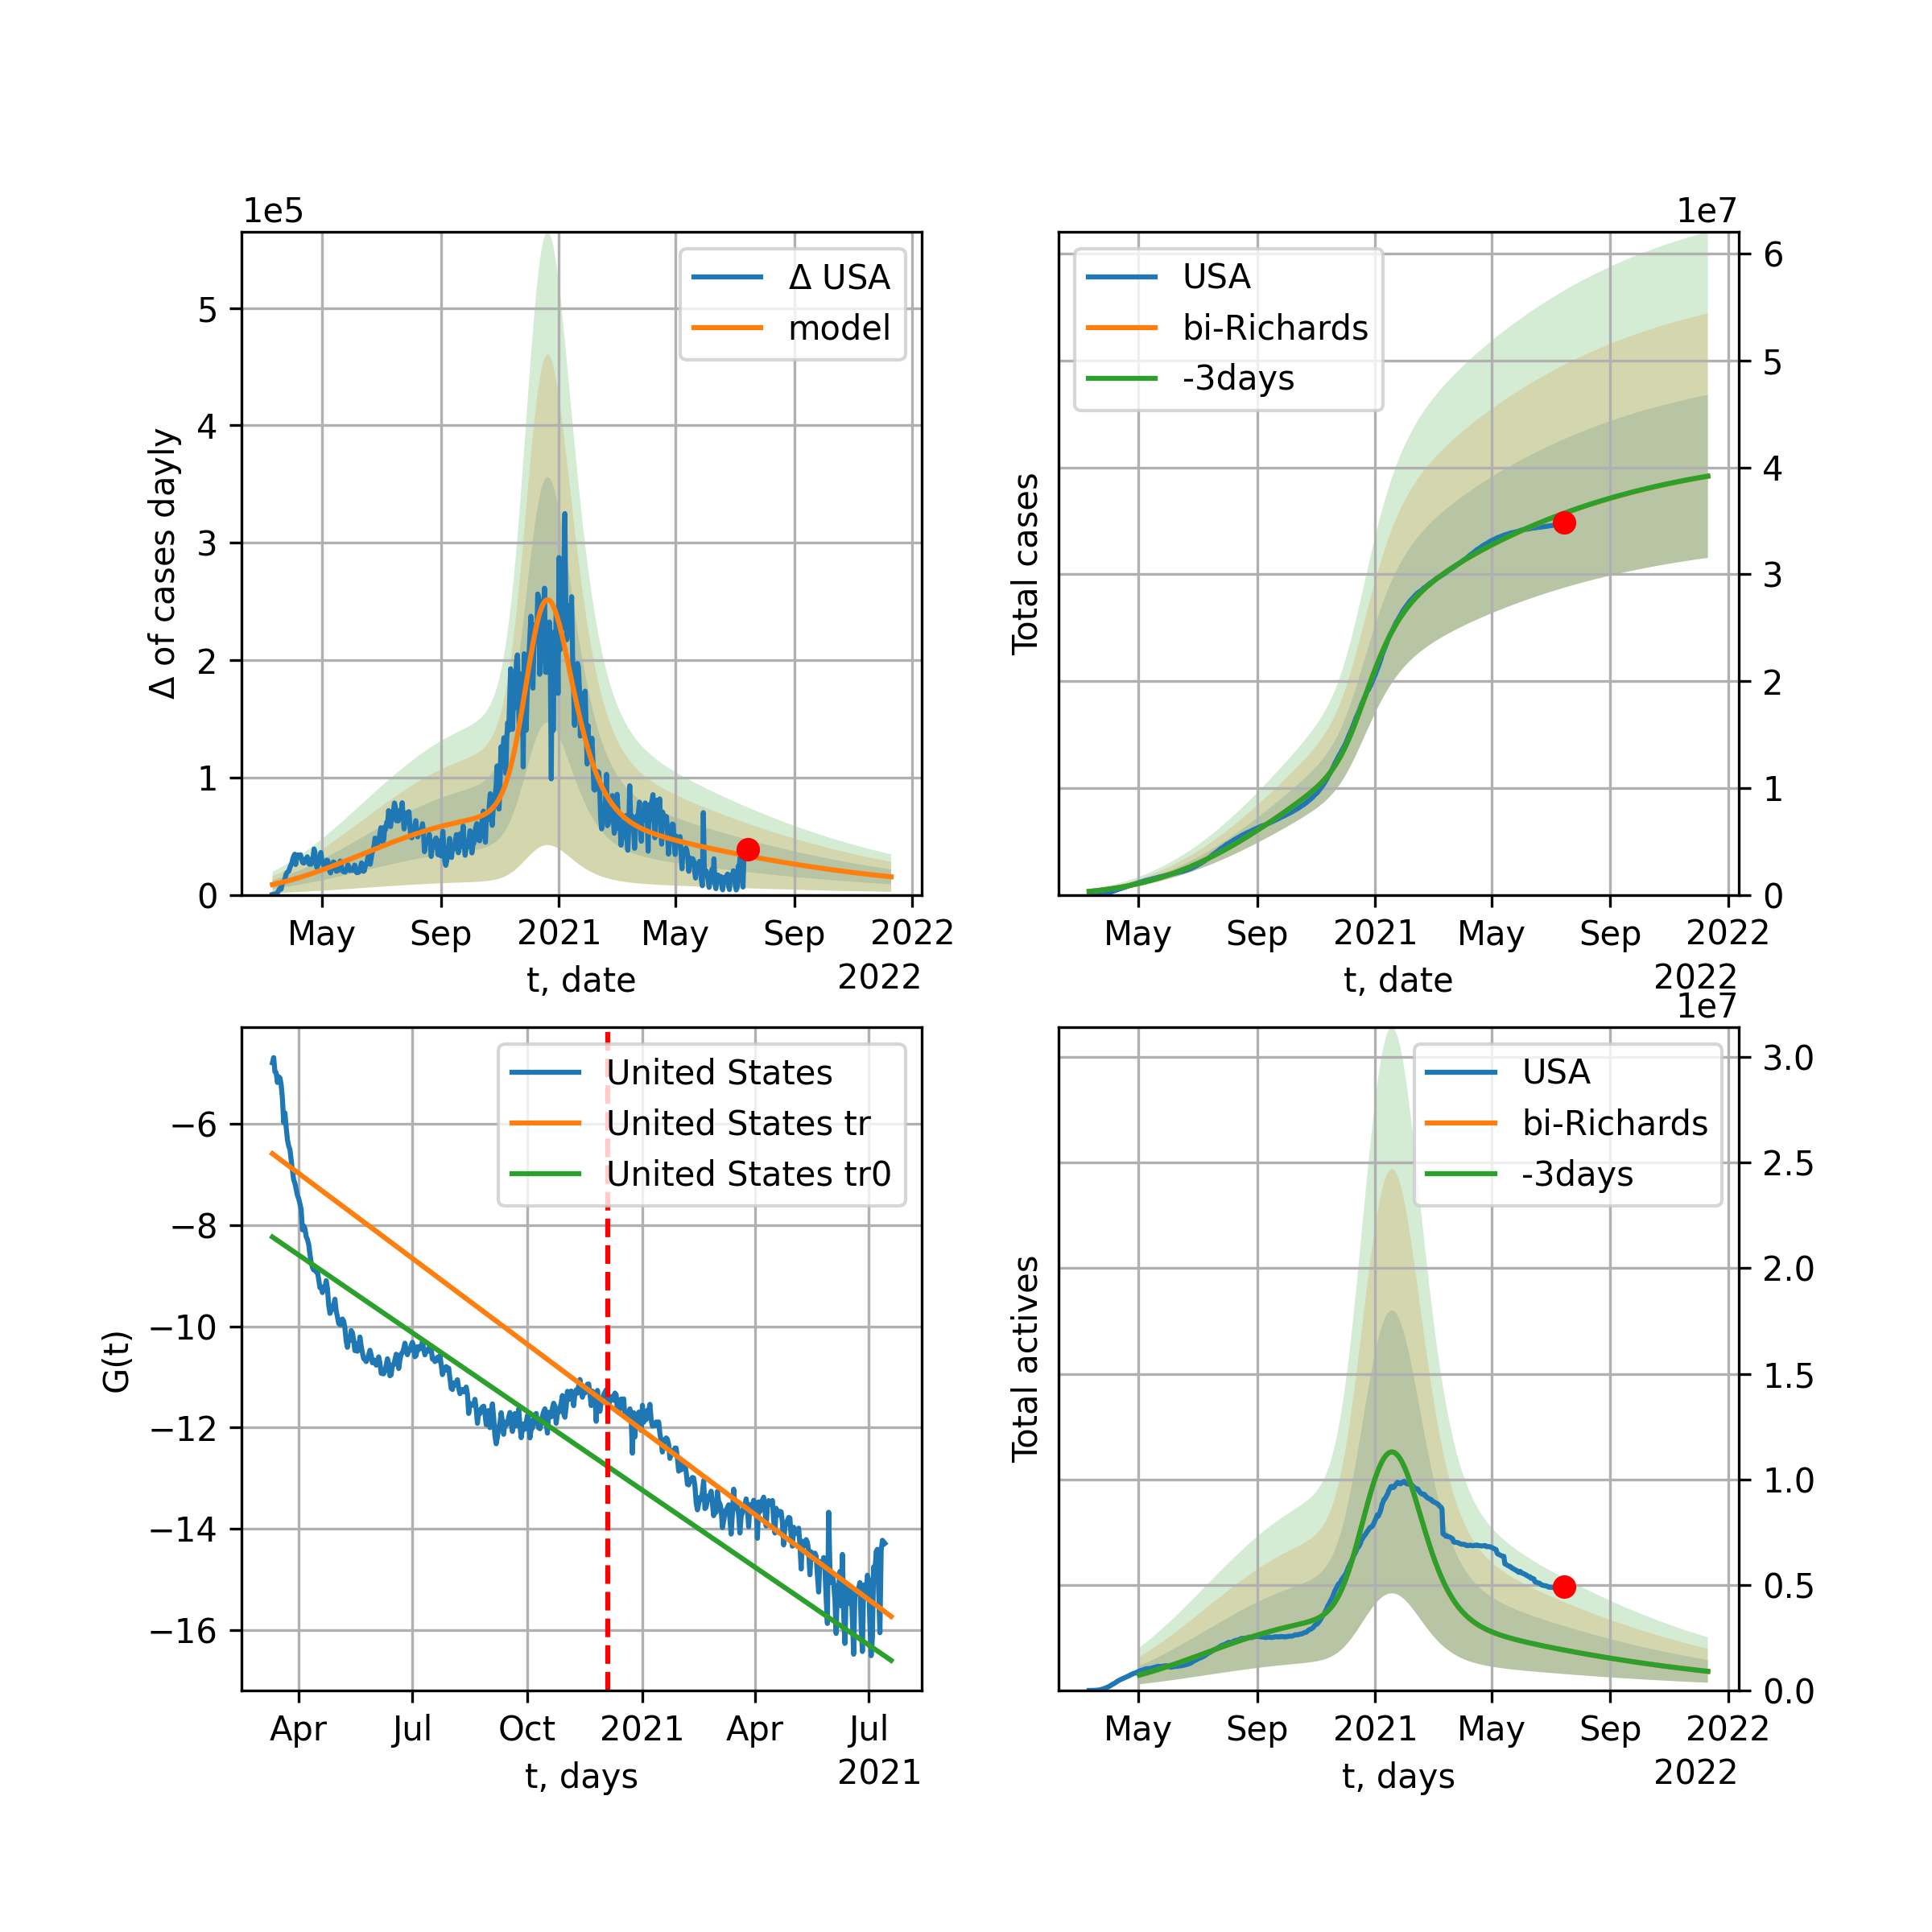 1e5
Δ of cases dayly
5
4
3
2
1
0
Δ USA
model
May Sep 2021 May Sep 2022
t, date
2022
1e7
Total cases
USA
bi-Richards
-3days
6
5
4
3
2
1
0
May Sep 2021 May Sep 2022
t, date
2022
G(t)
−6
−8
−10
−12
−14
−16
United States
United States tr
United States tr0
Apr Jul Oct 2021 Apr Jul
t, days
2021
1e7
Total actives
USA
bi-Richards
-3days
3.0
2.5
2.0
1.5
1.0
0.5
0.0
May Sep 2021 May Sep 2022
t, days
2022